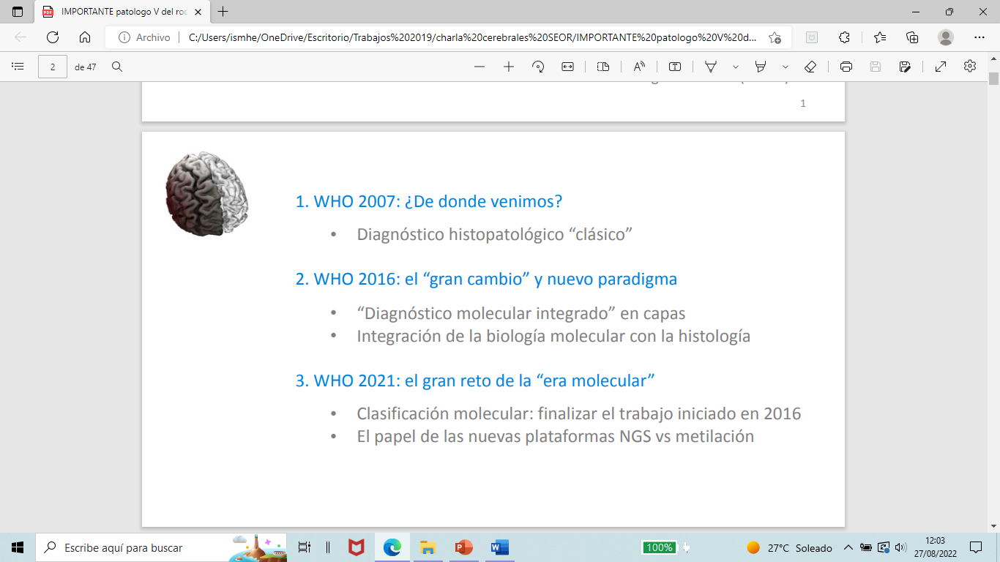 IMPORTANTE patologo V del roc
Archivo
C:/Users/ismhe/OneDrive/Escritorio/Trabajos%202019/charla%20cerebrales%20SEOR/IMPORTANTE%20patologo%20V%20d...
2 de 47
1
1. WHO 2007: ¿De donde venimos?
• Diagnóstico histopatológico “clásico”
2. WHO 2016: el “gran cambio” y nuevo paradigma
• “Diagnóstico molecular integrado” en capas
• Integración de la biología molecular con la histología
3. WHO 2021: el gran reto de la “era molecular”
• Clasificación molecular: finalizar el trabajo iniciado en 2016
• El papel de las nuevas plataformas NGS vs metilación
Escribe aquí para buscar
100%
27°C Soleado
12:03
27/08/2022